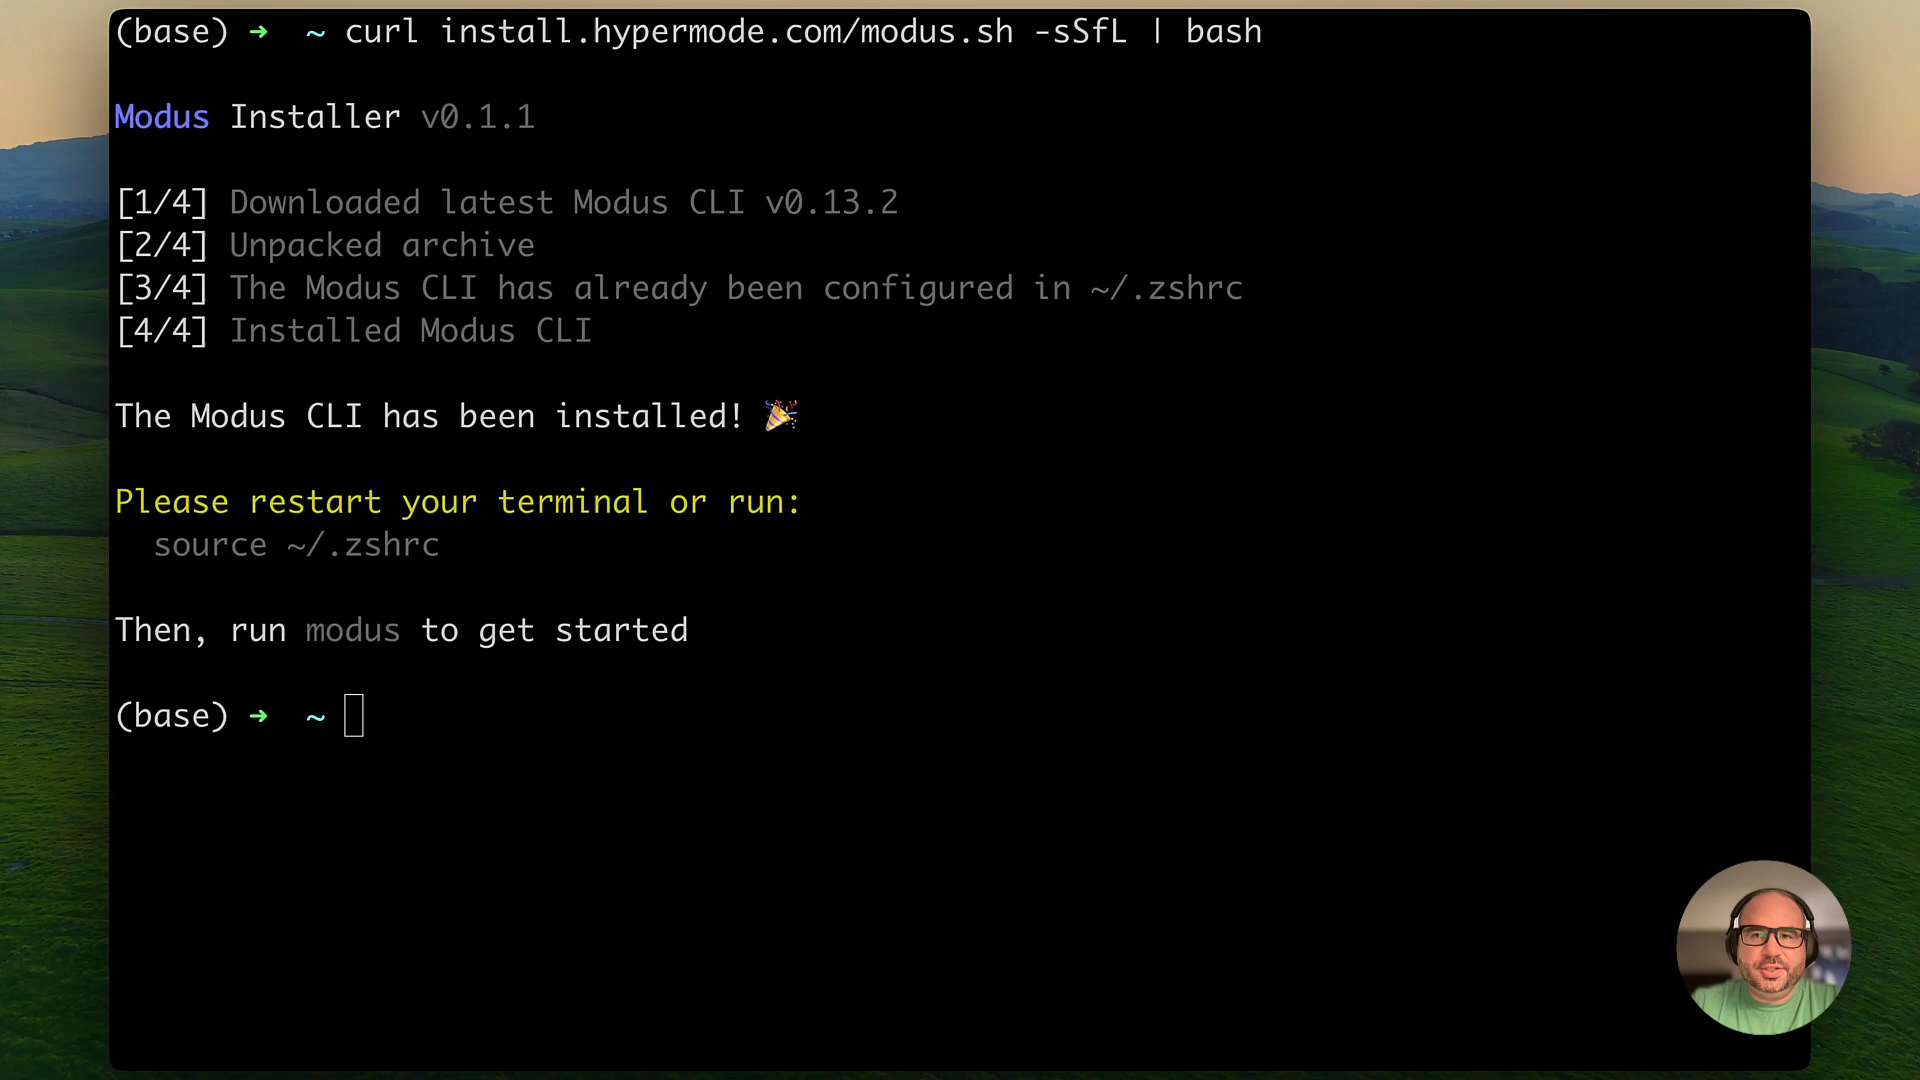 (base) ➜  ~ curl install.hypermode.com/modus.sh -sSfL | bash
Modus Installer v0.1.1
[1/4] Downloaded latest Modus CLI v0.13.2
[2/4] Unpacked archive
[3/4] The Modus CLI has already been configured in ~/.zshrc
[4/4] Installed Modus CLI
The Modus CLI has been installed! 🎉
Please restart your terminal or run:
  source ~/.zshrc
Then, run modus to get started
(base) ➜  ~